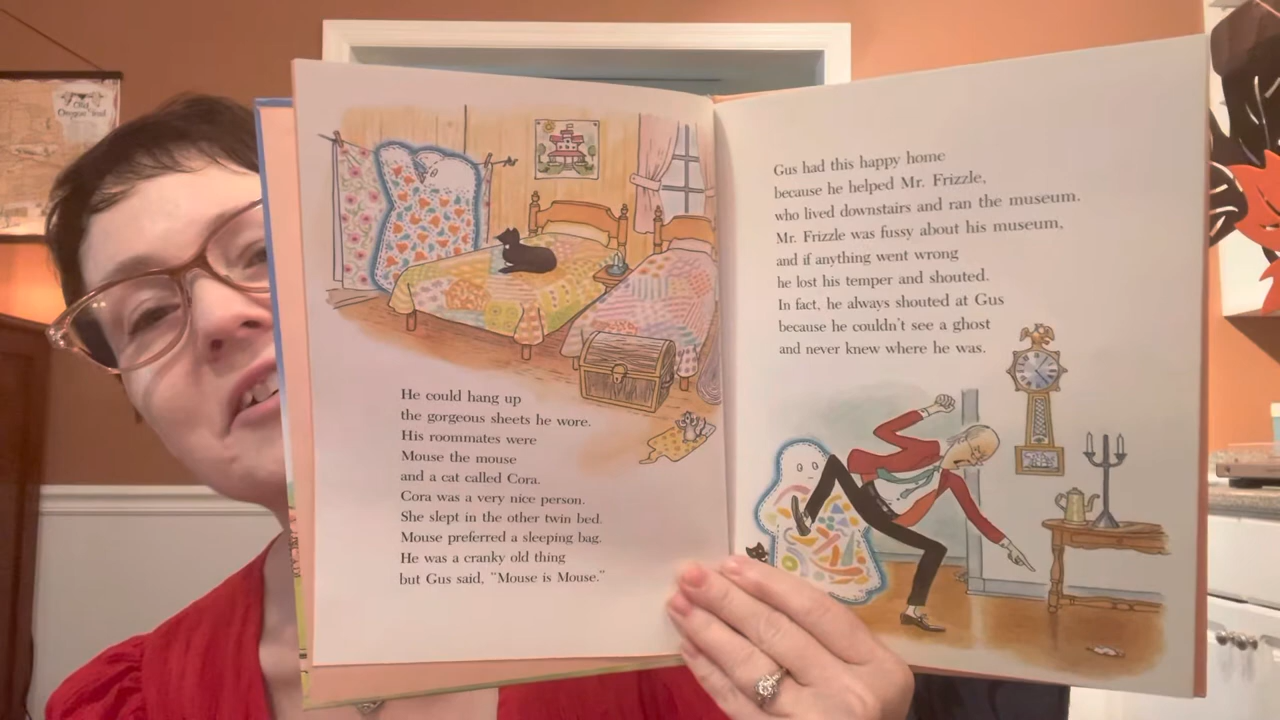 Old
Oregon Trail
He could hang up
the gorgeous sheets he wore.
His roommates were
Mouse the mouse
and a cat called Cora.
Cora was a very nice person.
She slept in the other twin bed.
Mouse preferred a sleeping bag.
He was a cranky old thing
but Gus said, "Mouse is Mouse."
Gus had this happy home
because he helped Mr. Frizzle,
who lived downstairs and ran the museum.
Mr. Frizzle was fussy about his museum,
and if anything went wrong
he lost his temper and shouted.
In fact, he always shouted at Gus
because he couldn't see a ghost
and never knew where he was.